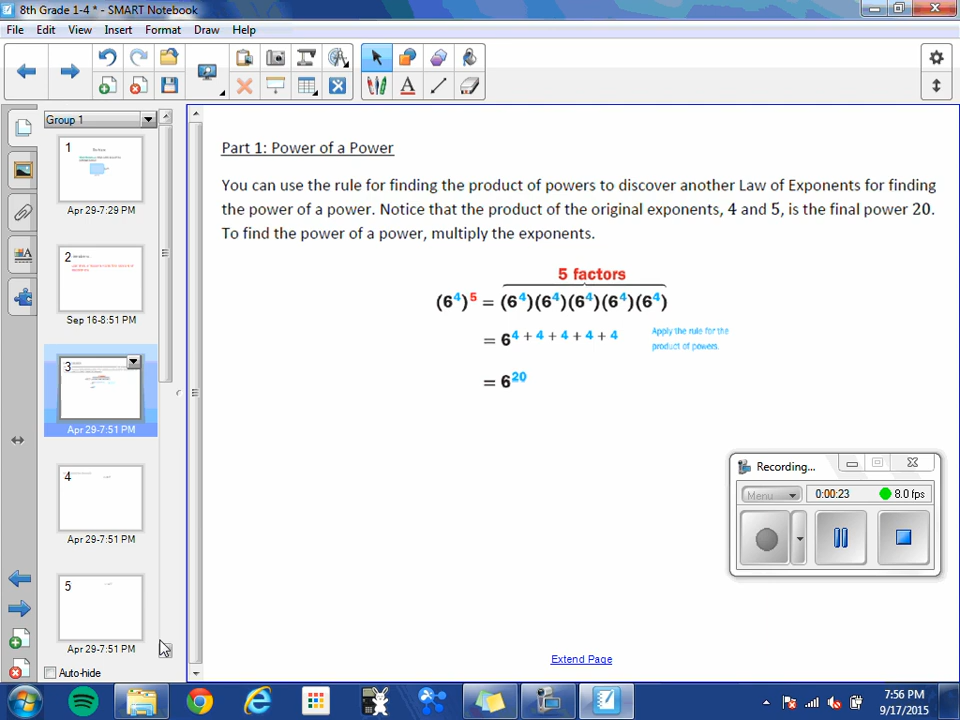 8th Grade 1-4 * - SMART Notebook
File Edit View Insert Format Draw Help
Group 1
1
Apr 29-7:29 PM
2
Sep 16-8:51 PM
3
Apr 29-7:51 PM
4
Apr 29-7:51 PM
5
Apr 29-7:51 PM
Auto-hide
Part 1: Power of a Power
You can use the rule for finding the product of powers to discover another Law of Exponents for finding
the power of a power. Notice that the product of the original exponents, 4 and 5, is the final power 20.
To find the power of a power, multiply the exponents.
5 factors
(6⁴)⁵ = (6⁴)(6⁴)(6⁴)(6⁴)(6⁴)
= 6⁴ ⁺ ⁴ ⁺ ⁴ ⁺ ⁴ ⁺ ⁴ Apply the rule for the
product of powers.
= 6²⁰
Recording...
Menu 0:00:23 8.0 fps
Extend Page
7:56 PM
9/17/2015